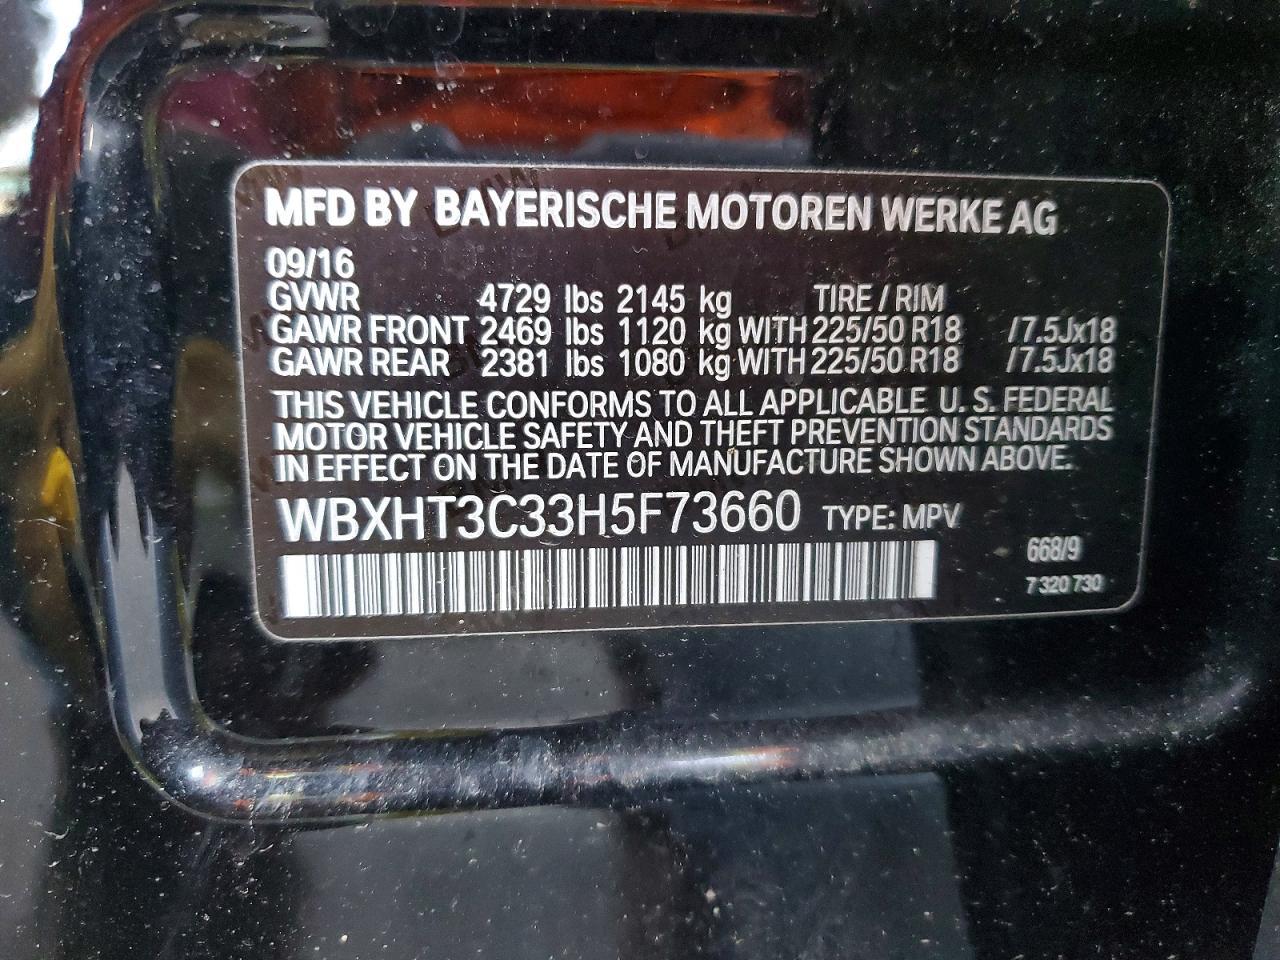 MFD BY BAYERISCHE MOTOREN WERKE AG
09/16
GVWR 4729 lbs 2145 kg TIRE / RIM
GAWR FRONT 2469 lbs 1120 kg WITH 225/50 R18 /7.5Jx18
GAWR REAR 2381 lbs 1080 kg WITH 225/50 R18 /7.5Jx18
THIS VEHICLE CONFORMS TO ALL APPLICABLE U. S. FEDERAL
MOTOR VEHICLE SAFETY AND THEFT PREVENTION STANDARDS
IN EFFECT ON THE DATE OF MANUFACTURE SHOWN ABOVE.
WBXHT3C33H5F73660 TYPE: MPV
668/9
7 320 730